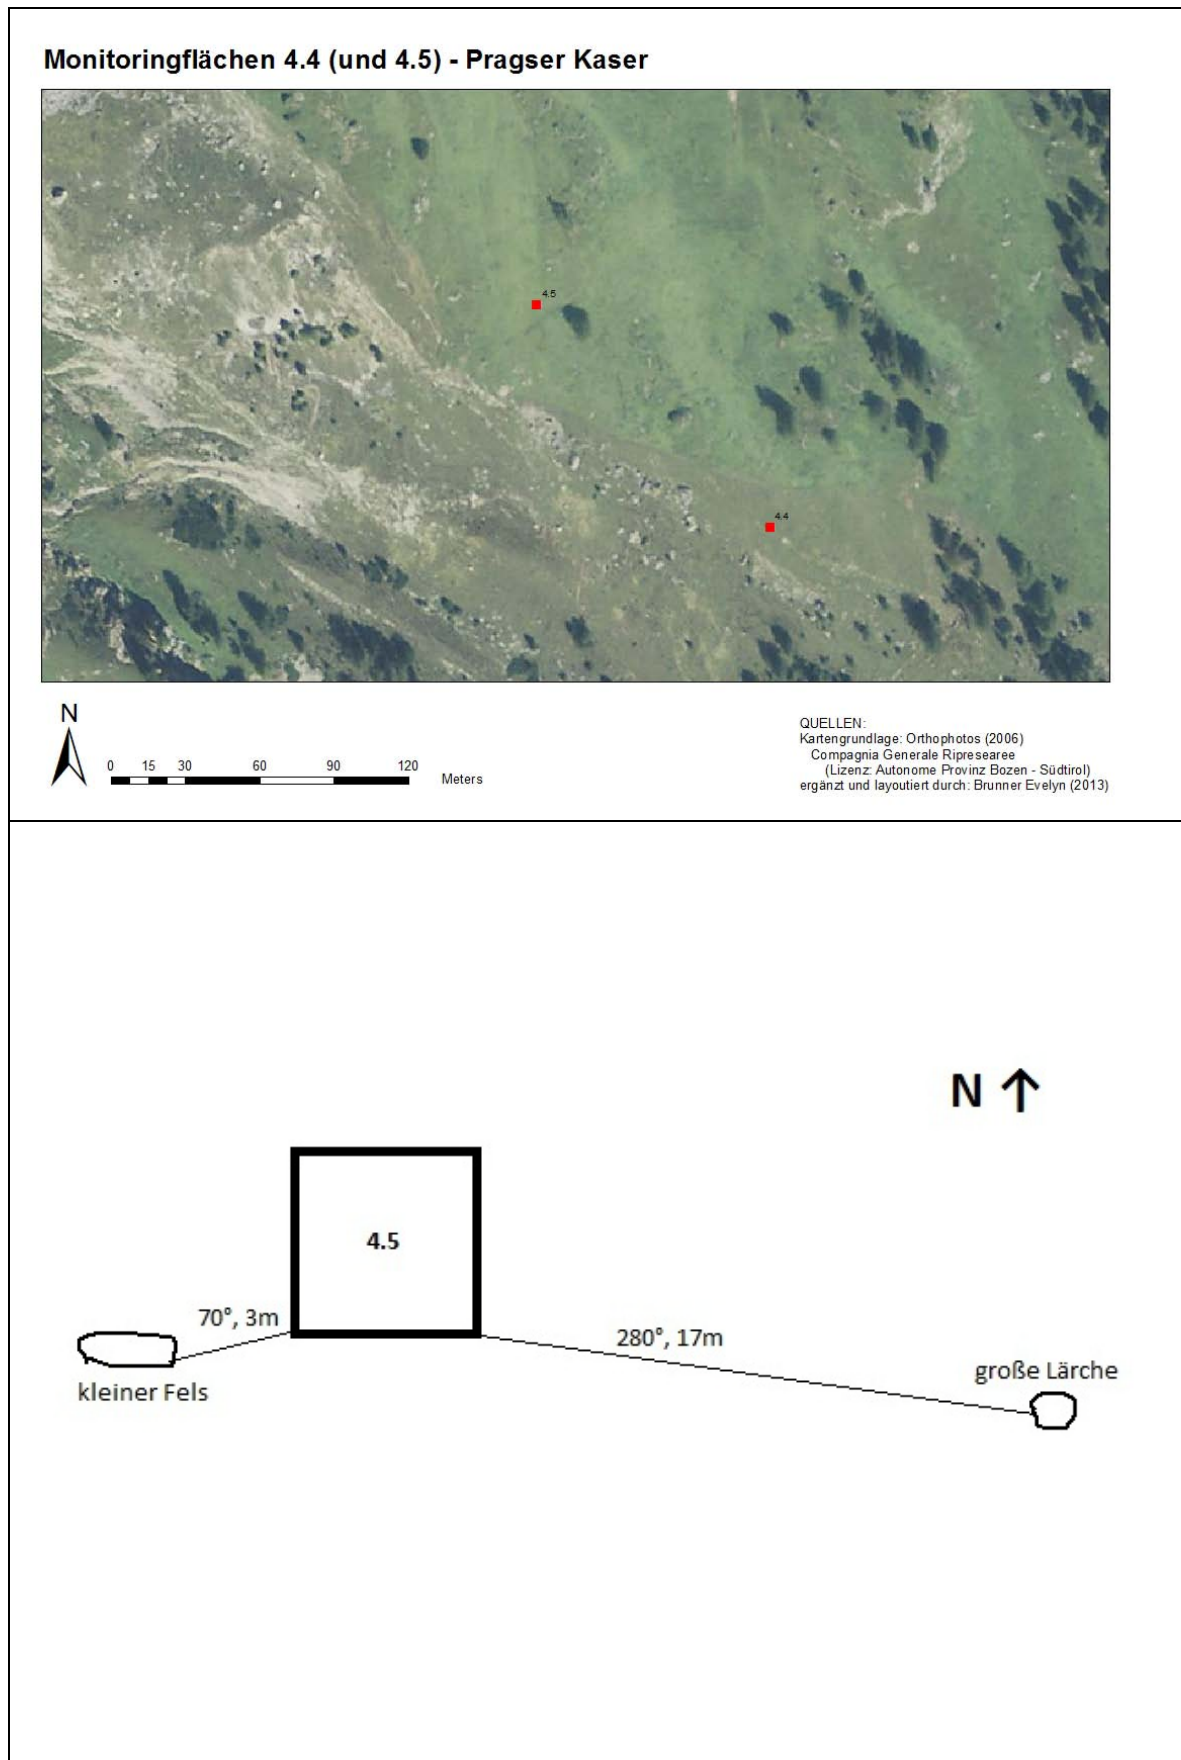 Monitoringflächen 4.4 (und 4.5) - Pragser Kaser
4.5
4.4
N
0 15 30 60 90 120
Meters
QUELLEN:
Kartengrundlage: Orthophotos (2006)
Compagnia Generale Ripresearee
(Lizenz: Autonome Provinz Bozen - Südtirol)
ergänzt und layoutiert durch: Brunner Evelyn (2013)
N ↑
4.5
70°, 3m
280°, 17m
große Lärche
kleiner Fels